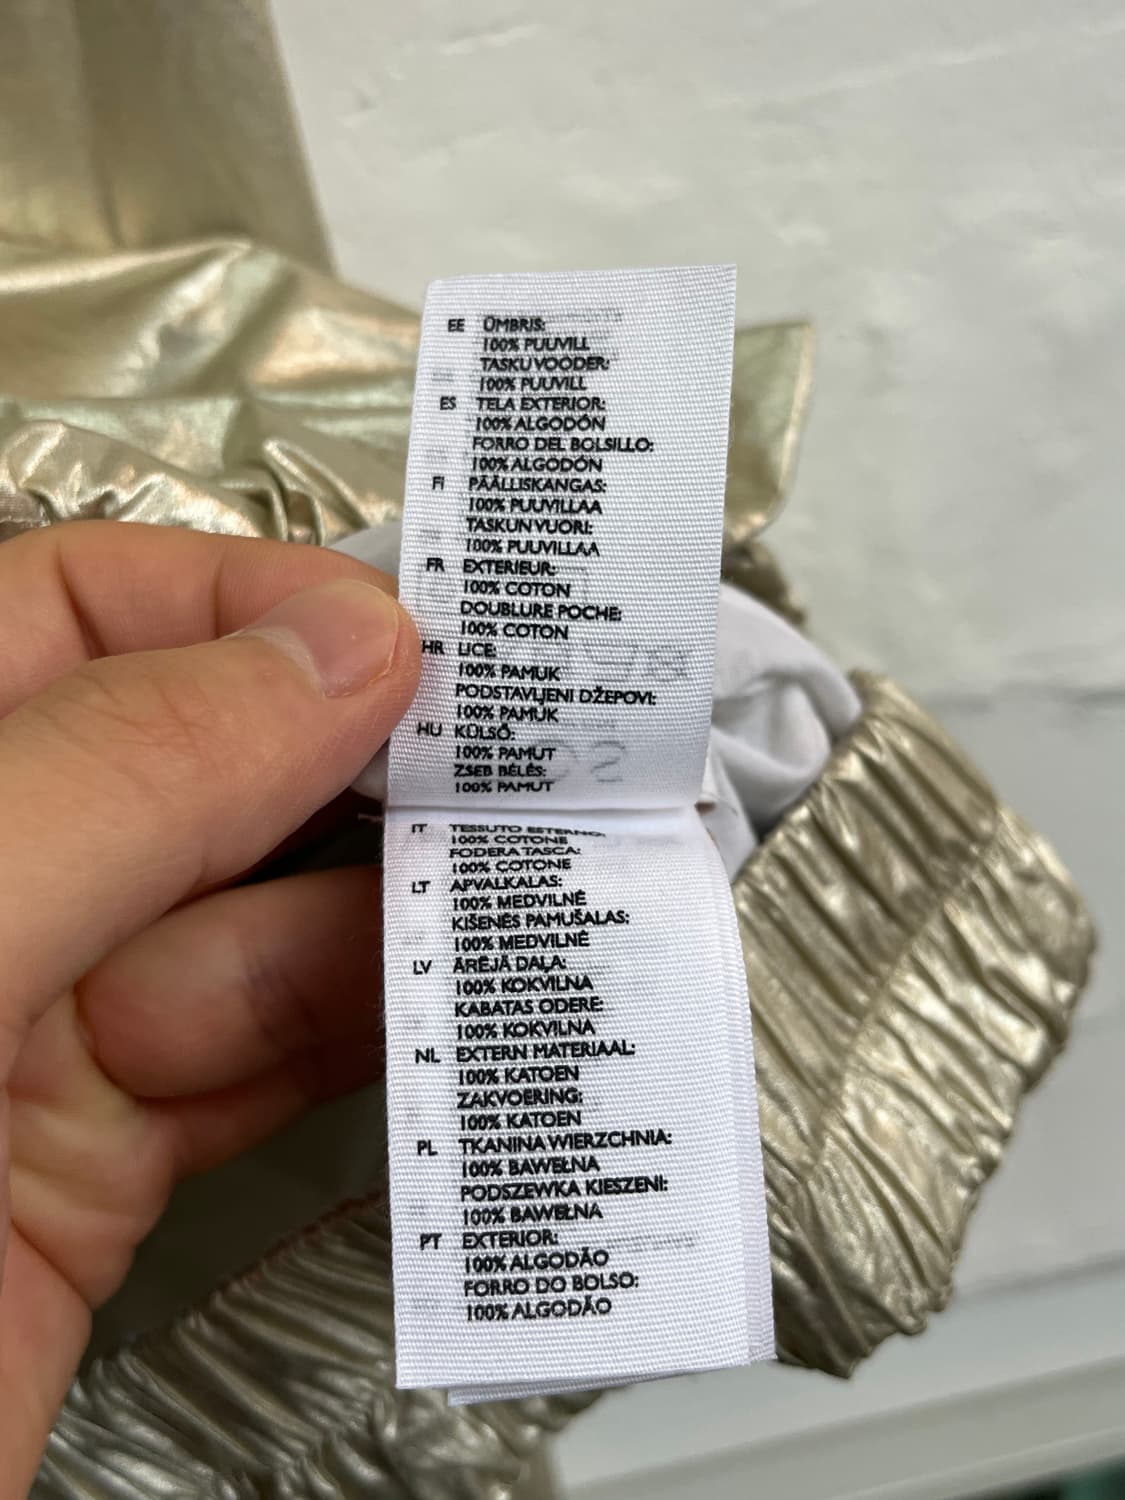 EE ÜMBRIS:
100% PUUVILL
TASKUVOODER:
100% PUUVILL
ES TELA EXTERIOR:
100% ALGODÓN
FORRO DEL BOLSILLO:
100% ALGODÓN
FI PÄÄLLISKANGAS:
100% PUUVILLAA
TASKUNVUORI:
100% PUUVILLAA
FR EXTERIEUR:
100% COTON
DOUBLURE POCHE:
100% COTON
HR LICE:
100% PAMUK
PODSTAVLJENI DŽEPOVI:
100% PAMUK
HU KÜLSŐ:
100% PAMUT
ZSEB BÉLÉS:
100% PAMUT
IT TESSUTO ESTERNO:
100% COTONE
FODERA TASCA:
100% COTONE
LT APVALKALAS:
100% MEDVILNĖ
KIŠENĖS PAMUŠALAS:
100% MEDVILNĖ
LV ĀRĒJĀ DAĻA:
100% KOKVILNA
KABATAS ODERE:
100% KOKVILNA
NL EXTERN MATERIAAL:
100% KATOEN
ZAKVOERING:
100% KATOEN
PL TKANINA WIERZCHNIA:
100% BAWEŁNA
PODSZEWKA KIESZENI:
100% BAWEŁNA
PT EXTERIOR:
100% ALGODÃO
FORRO DO BOLSO:
100% ALGODÃO